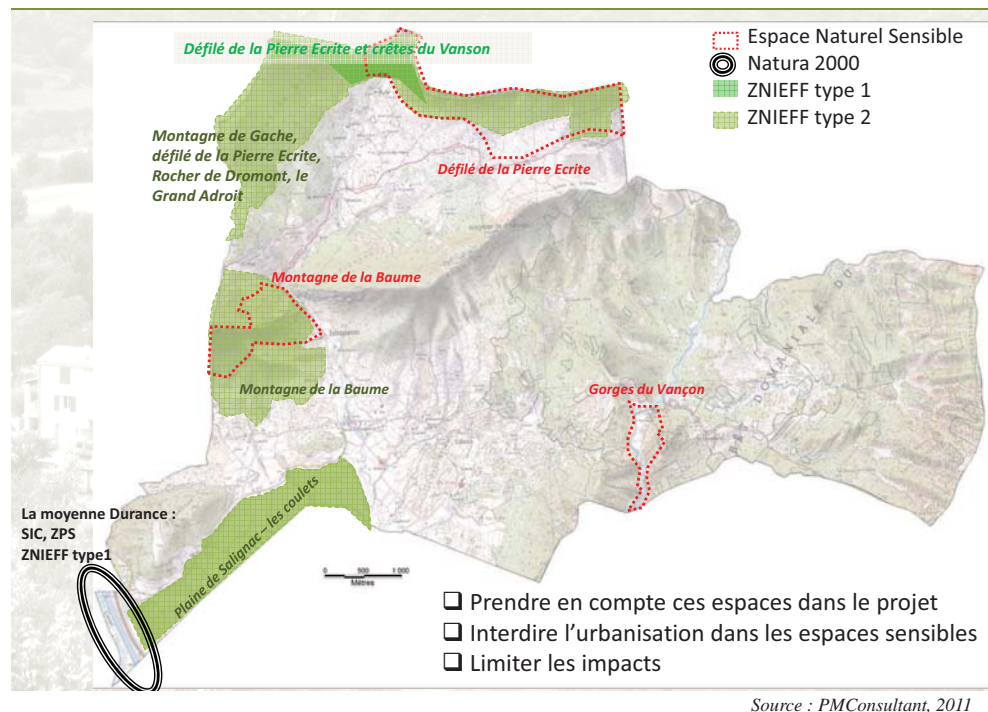 Défilé de la Pierre Ecrite et crêtes du Vanson
Espace Naturel Sensible
Natura 2000
ZNIEFF type 1
ZNIEFF type 2
Montagne de Gache,
défilé de la Pierre Ecrite,
Rocher de Dromont, le
Grand Adroit
Défilé de la Pierre Ecrite
Montagne de la Baume
Montagne de la Baume
Gorges du Vançon
DOMANIALE DU
La moyenne Durance :
SIC, ZPS
ZNIEFF type1
Plaine de Salignac – les coulets
0 500 1 000
Mètres
❑ Prendre en compte ces espaces dans le projet
❑ Interdire l'urbanisation dans les espaces sensibles
❑ Limiter les impacts
Source : PMConsultant, 2011